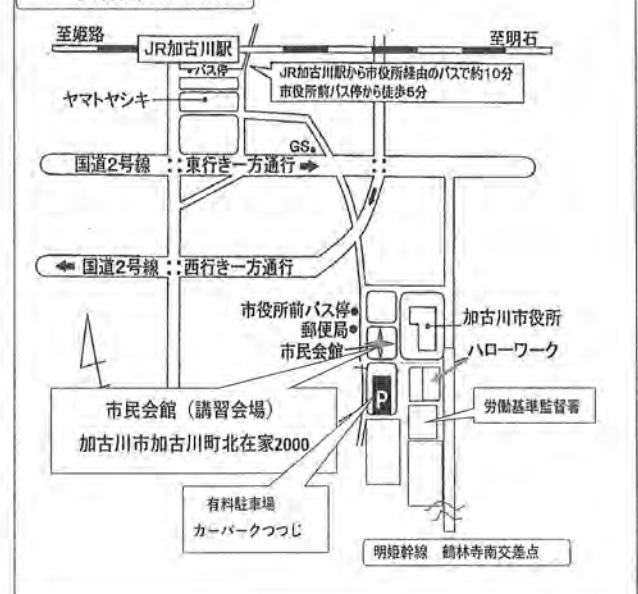 至姫路
至明石
JR加古川駅
バス停
JR加古川駅から市役所経由のバスで約10分
市役所前バス停から徒歩5分
ヤマトヤシキ
GS
国道2号線
東行き一方通行
国道2号線
西行き一方通行
市役所前バス停
郵便局
市民会館
加古川市役所
ハローワーク
市民会館（講習会場）
加古川市加古川町北在家2000
P
労働基準監督署
有料駐車場
カーパークつつじ
明姫幹線 鶴林寺南交差点